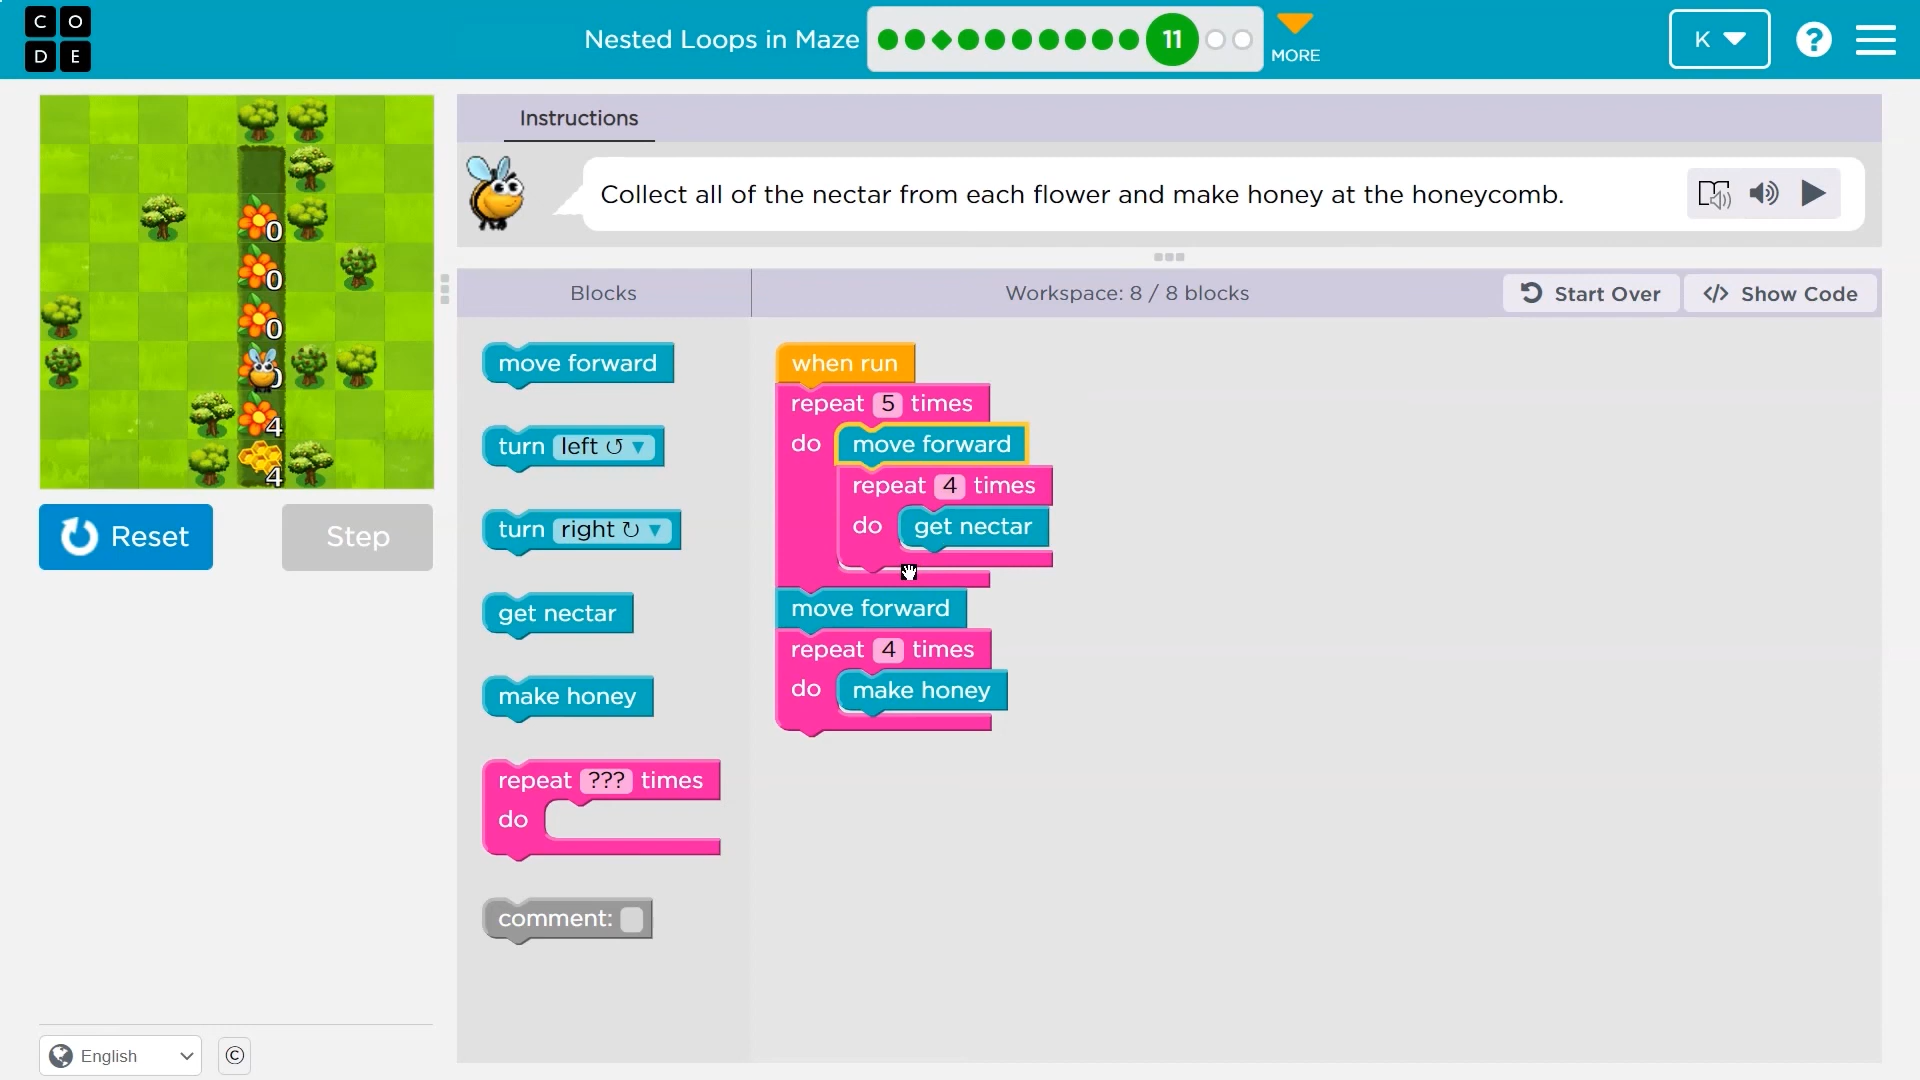 C O
D E
Nested Loops in Maze
11
MORE
K
?
Instructions
Collect all of the nectar from each flower and make honey at the honeycomb.
0
0
0
0
4
4
Reset
Step
Blocks
Workspace: 8 / 8 blocks
Start Over
</> Show Code
move forward
turn left ↺ ▼
turn right ↻ ▼
get nectar
make honey
repeat ??? times
do
comment:
when run
repeat 5 times
do move forward
repeat 4 times
do get nectar
move forward
repeat 4 times
do make honey
English
©